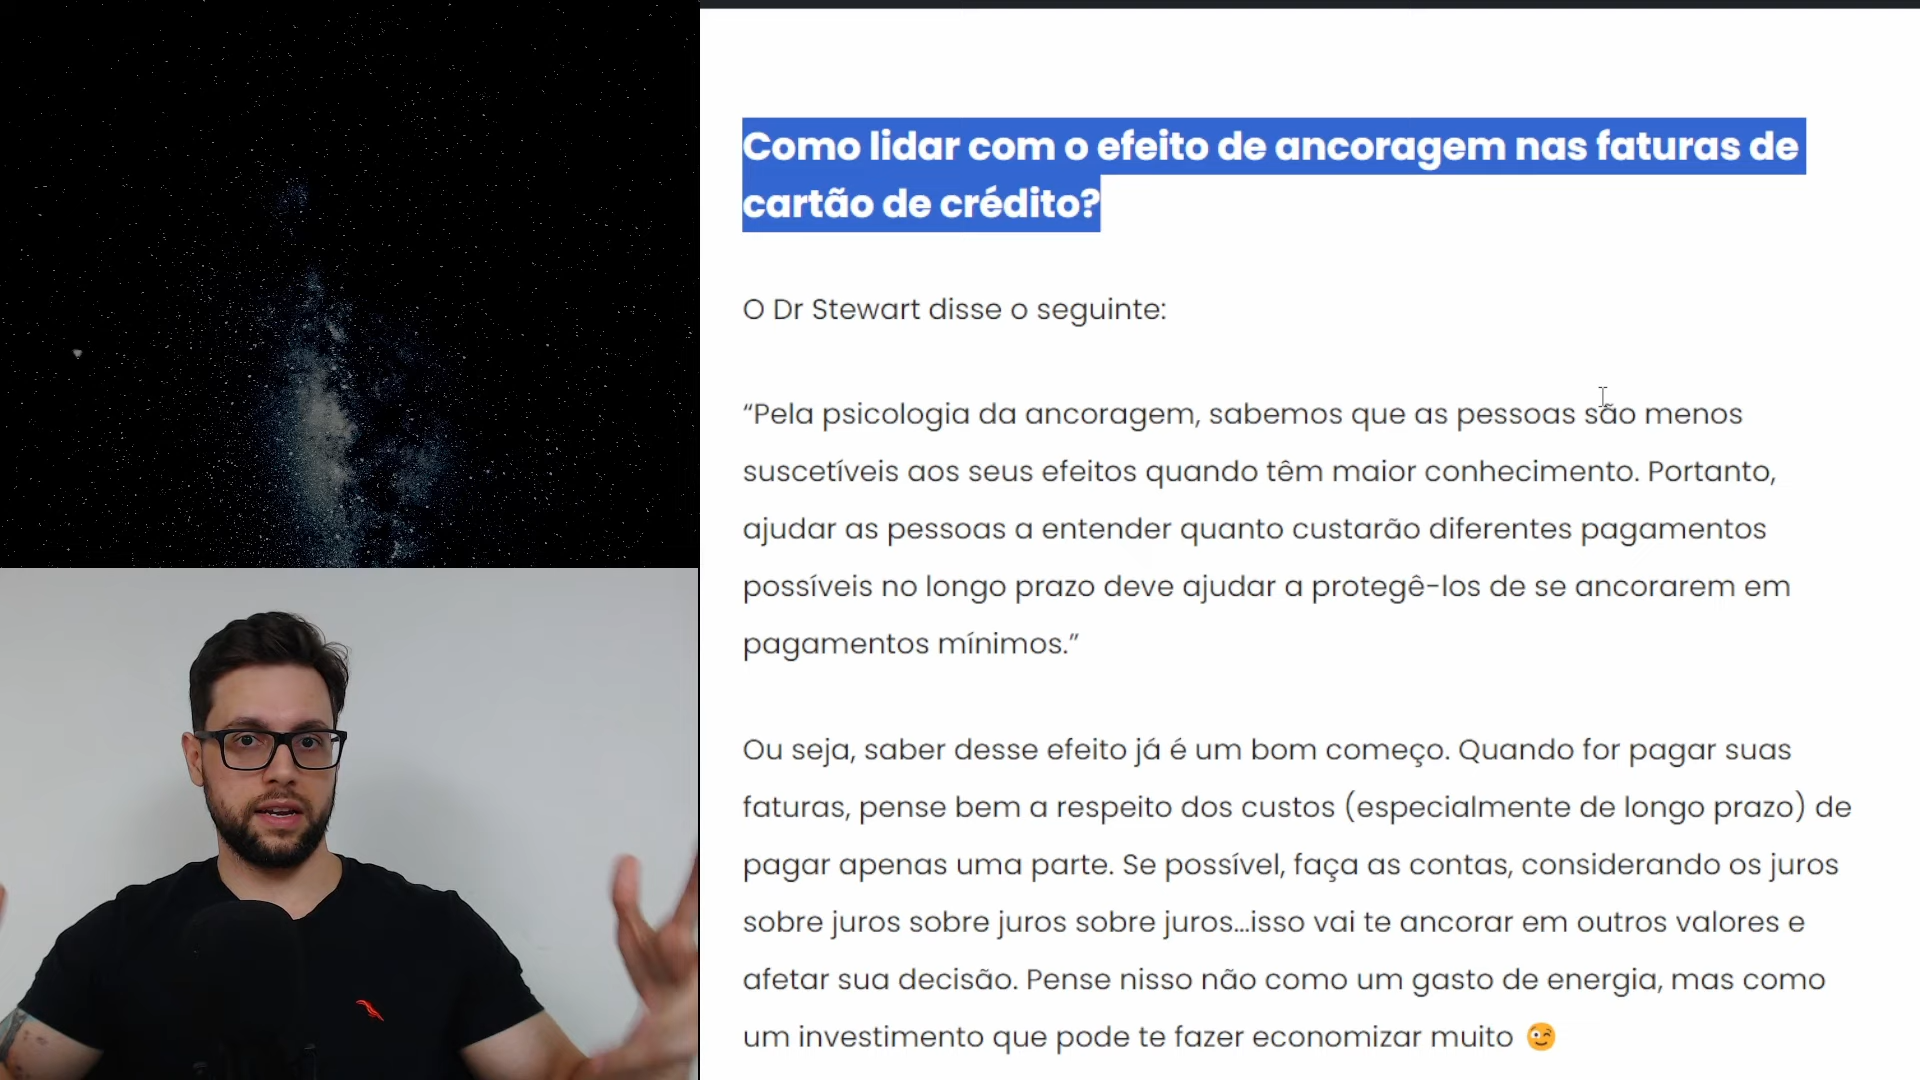 Como lidar com o efeito de ancoragem nas faturas de
cartão de crédito?
O Dr Stewart disse o seguinte:
“Pela psicologia da ancoragem, sabemos que as pessoas são menos
suscetíveis aos seus efeitos quando têm maior conhecimento. Portanto,
ajudar as pessoas a entender quanto custarão diferentes pagamentos
possíveis no longo prazo deve ajudar a protegê-los de se ancorarem em
pagamentos mínimos.”
Ou seja, saber desse efeito já é um bom começo. Quando for pagar suas
faturas, pense bem a respeito dos custos (especialmente de longo prazo) de
pagar apenas uma parte. Se possível, faça as contas, considerando os juros
sobre juros sobre juros sobre juros...isso vai te ancorar em outros valores e
afetar sua decisão. Pense nisso não como um gasto de energia, mas como
um investimento que pode te fazer economizar muito 😉